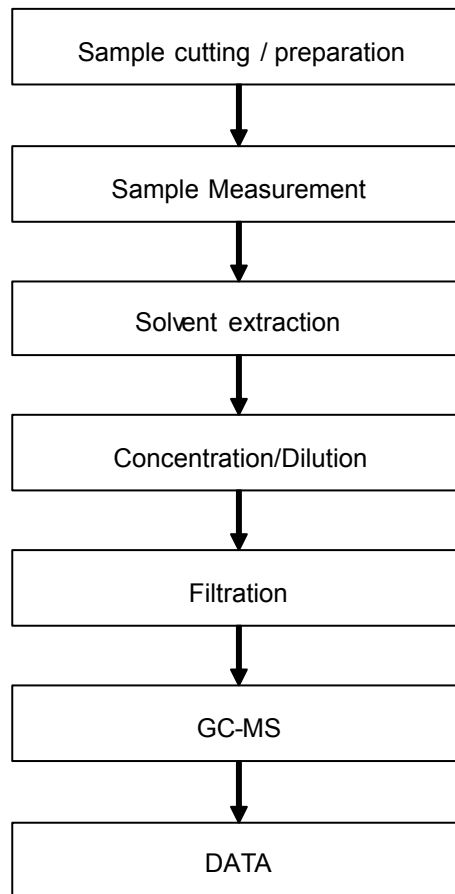 Sample cutting / preparation
Sample Measurement
Solvent extraction
Concentration/Dilution
Filtration
GC-MS
DATA